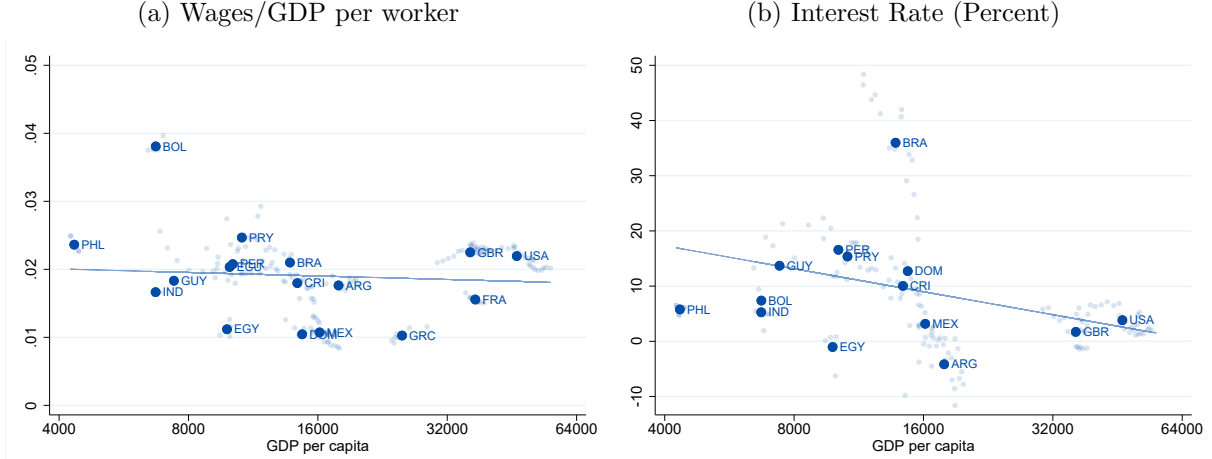 (a) Wages/GDP per worker
.05
.04
.03
.02
.01
0
BOL
PHL
PRY
PER
ECU
BRA
GUY
IND
CRI
ARG
EGY
DOM
MEX
GRC
GBR
USA
FRA
4000 8000 16000 32000 64000
GDP per capita
(b) Interest Rate (Percent)
50
40
30
20
10
0
-10
BRA
PER
PRY
GUY
DOM
CRI
BOL
IND
PHL
MEX
EGY
ARG
USA
GBR
4000 8000 16000 32000 64000
GDP per capita